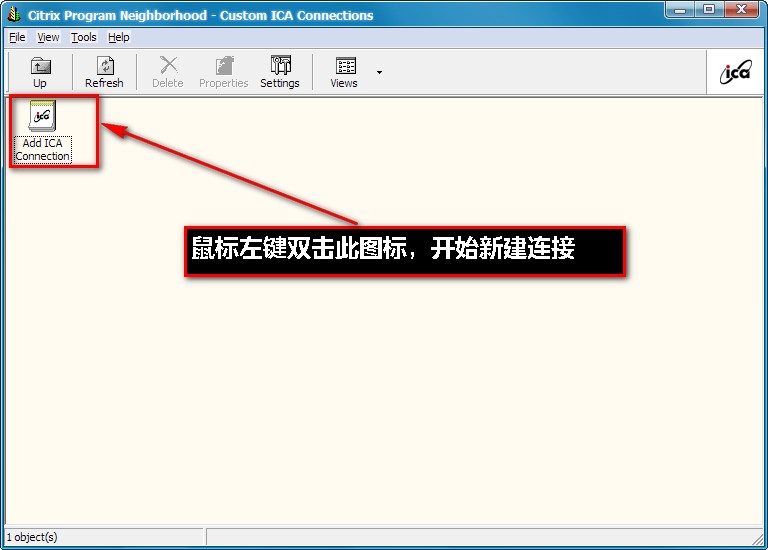 Citrix Program Neighborhood - Custom ICA Connections
File View Tools Help
Up Refresh Delete Properties Settings Views
ica
ica
Add ICA
Connection
鼠标左键双击此图标，开始新建连接
1 object(s)